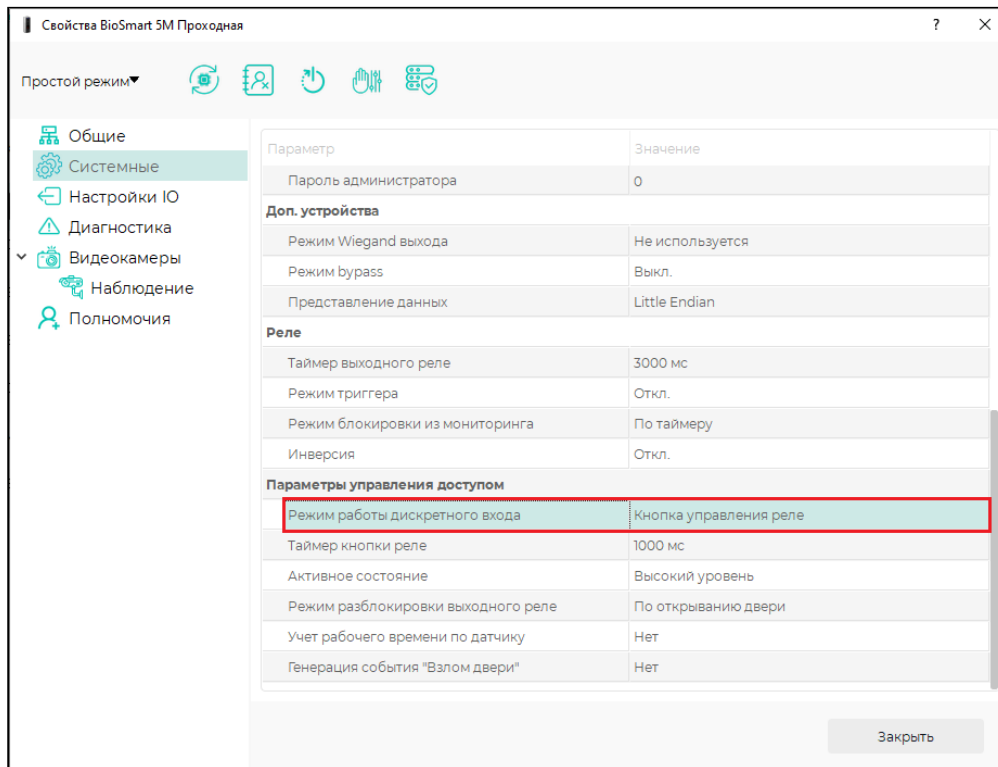 Свойства BioSmart 5M Проходная ? ×
Простой режим▼
Общие
Системные
Настройки IO
Диагностика
Видеокамеры
Наблюдение
Полномочия
Параметр Значение
Пароль администратора 0
Доп. устройства
Режим Wiegand выхода Не используется
Режим bypass Выкл.
Представление данных Little Endian
Реле
Таймер выходного реле 3000 мс
Режим триггера Откл.
Режим блокировки из мониторинга По таймеру
Инверсия Откл.
Параметры управления доступом
Режим работы дискретного входа Кнопка управления реле
Таймер кнопки реле 1000 мс
Активное состояние Высокий уровень
Режим разблокировки выходного реле По открыванию двери
Учет рабочего времени по датчику Нет
Генерация события "Взлом двери" Нет
Закрыть